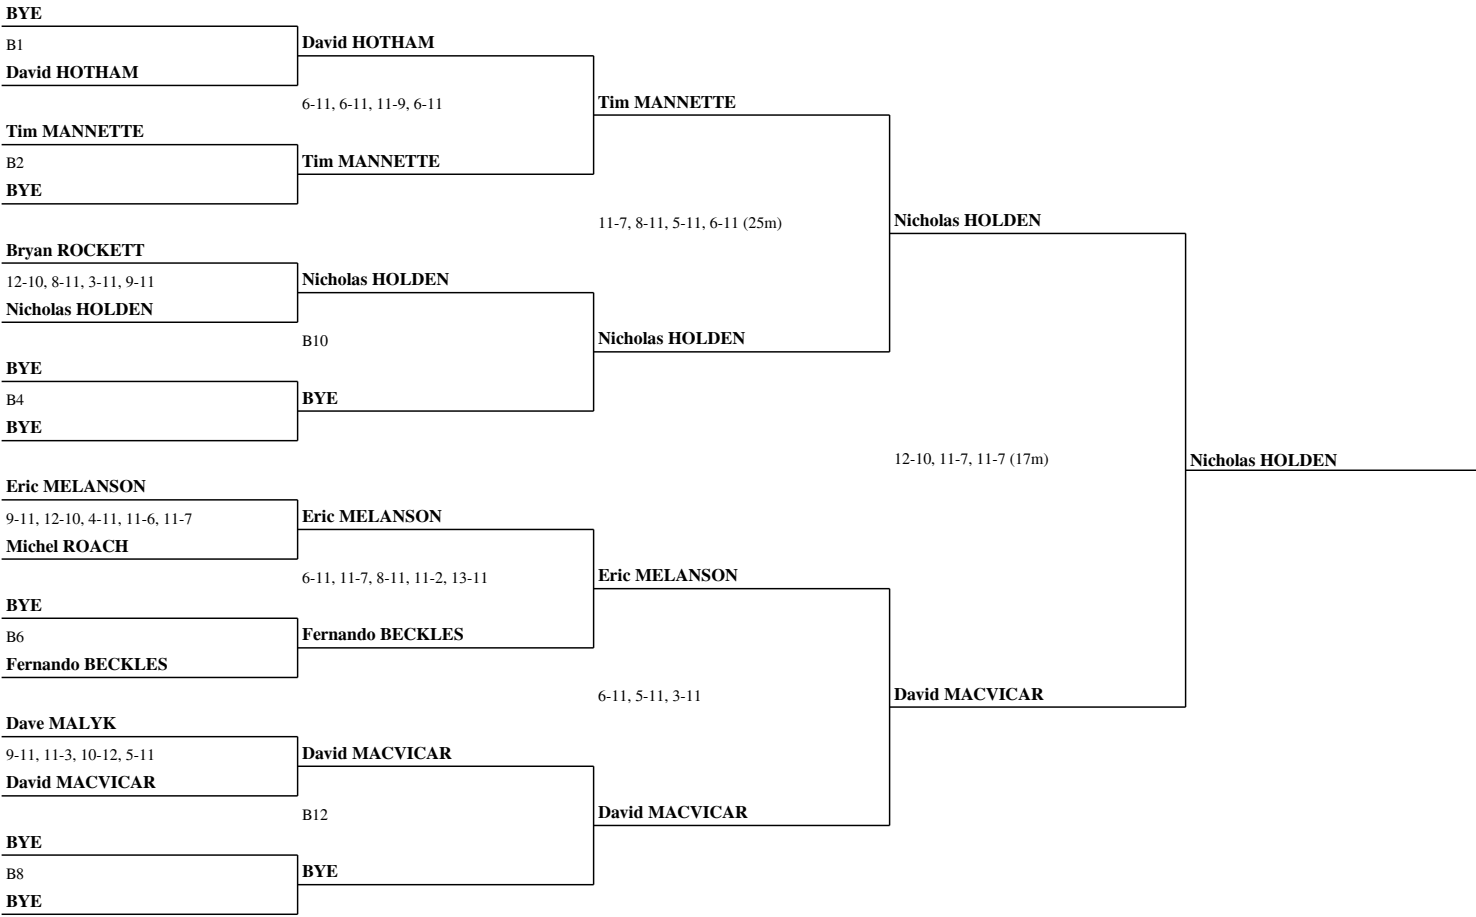 BYE
B1
David HOTHAM
David HOTHAM
6-11, 6-11, 11-9, 6-11
Tim MANNETTE
Tim MANNETTE
B2
Tim MANNETTE
BYE
11-7, 8-11, 5-11, 6-11 (25m)
Nicholas HOLDEN
Bryan ROCKETT
12-10, 8-11, 3-11, 9-11
Nicholas HOLDEN
Nicholas HOLDEN
B10
Nicholas HOLDEN
BYE
B4
BYE
BYE
12-10, 11-7, 11-7 (17m)
Nicholas HOLDEN
Eric MELANSON
9-11, 12-10, 4-11, 11-6, 11-7
Eric MELANSON
Michel ROACH
6-11, 11-7, 8-11, 11-2, 13-11
Eric MELANSON
BYE
B6
Fernando BECKLES
Fernando BECKLES
6-11, 5-11, 3-11
David MACVICAR
Dave MALYK
9-11, 11-3, 10-12, 5-11
David MACVICAR
David MACVICAR
B12
David MACVICAR
BYE
B8
BYE
BYE